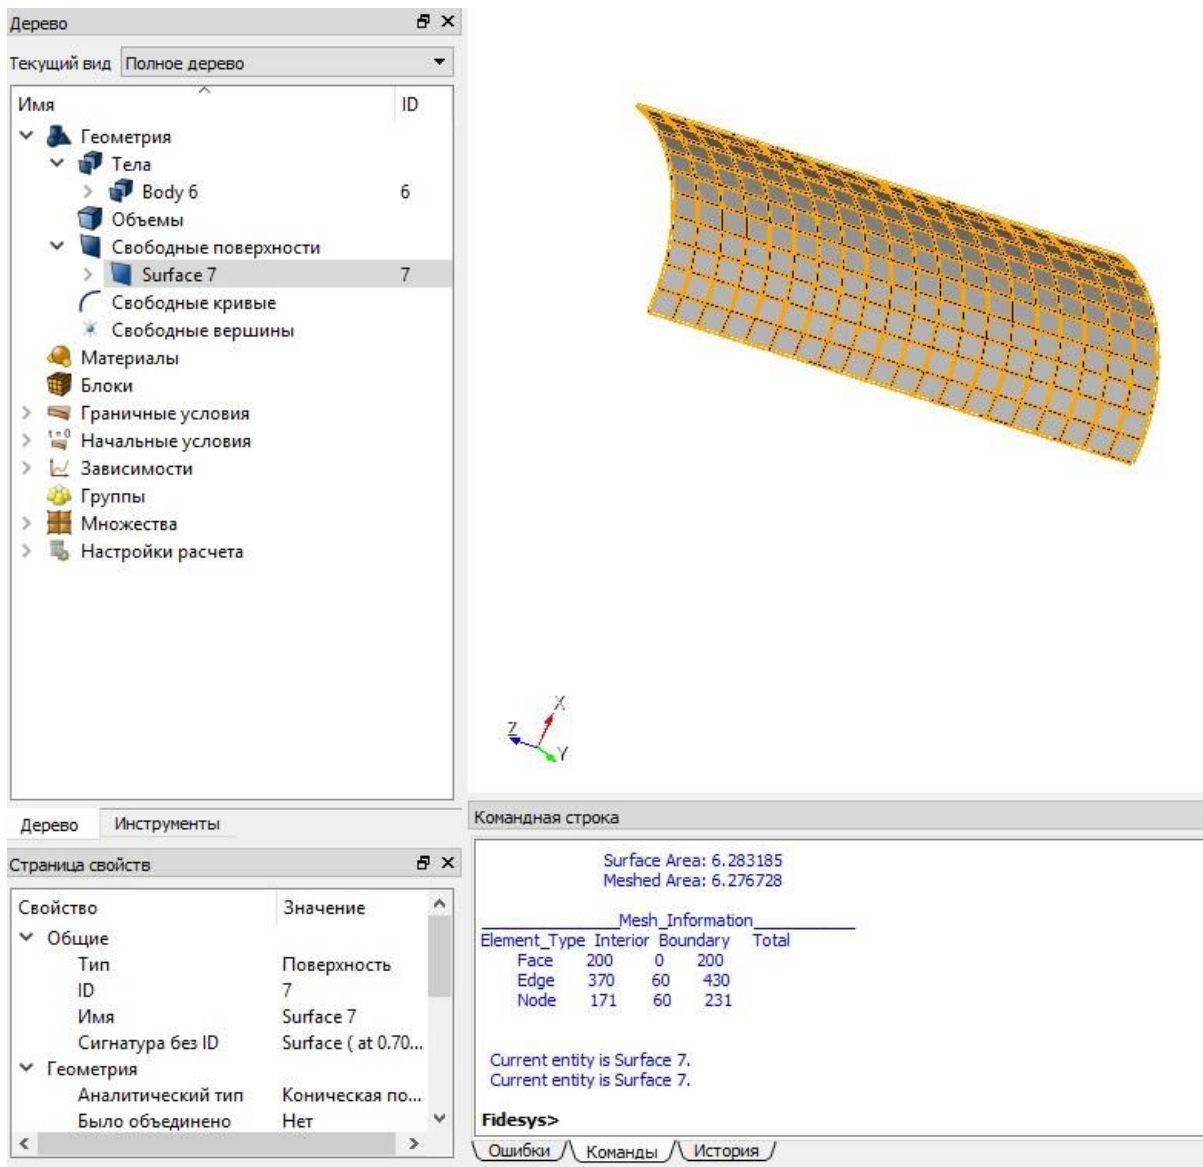 Дерево
Текущий вид Полное дерево
Имя ID
Геометрия
Тела
Body 6 6
Объемы
Свободные поверхности
Surface 7 7
Свободные кривые
Свободные вершины
Материалы
Блоки
Граничные условия
t=0 Начальные условия
Зависимости
Группы
Множества
Настройки расчета
Дерево Инструменты
Страница свойств
Свойство Значение
Общие
Тип Поверхность
ID 7
Имя Surface 7
Сигнатура без ID Surface ( at 0.70...
Геометрия
Аналитический тип Коническая по...
Было объединено Нет
X
Z
Y
Командная строка
Surface Area: 6.283185
Meshed Area: 6.276728
______________Mesh_Information__________
Element_Type Interior Boundary Total
Face 200 0 200
Edge 370 60 430
Node 171 60 231
Current entity is Surface 7.
Current entity is Surface 7.
Fidesys>
Ошибки Команды История